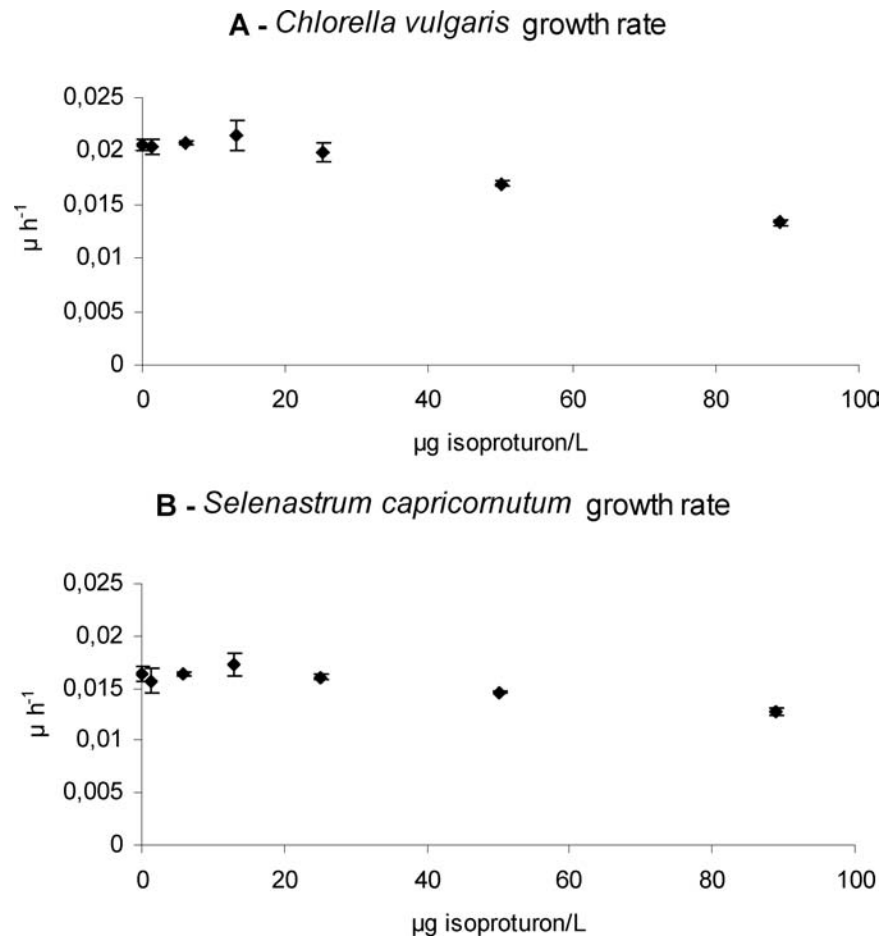 A - Chlorella vulgaris growth rate
0,025
0,02
0,015
0,01
0,005
0
µ h-1
0 20 40 60 80 100
µg isoproturon/L
B - Selenastrum capricornutum growth rate
0,025
0,02
0,015
0,01
0,005
0
µ h-1
0 20 40 60 80 100
µg isoproturon/L